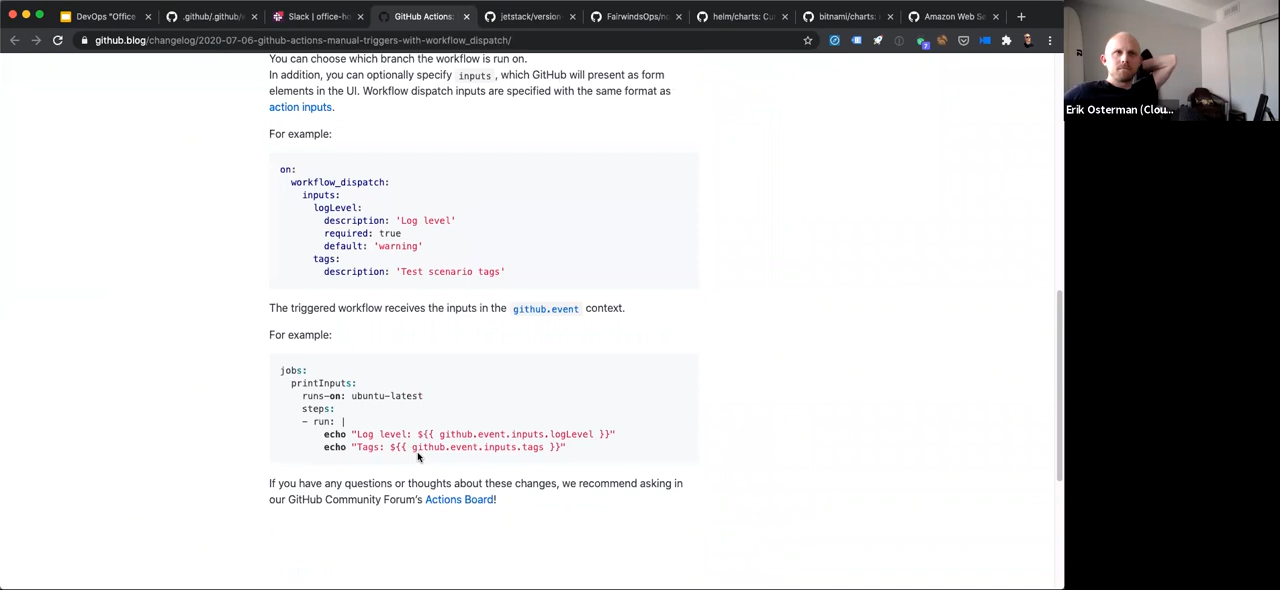 DevOps "Office
.github/.github/
Slack | office-ho
GitHub Actions:
jetstack/version
FairwindsOps/no
helm/charts: Cu
bitnami/charts:
Amazon Web Se
github.blog/changelog/2020-07-06-github-actions-manual-triggers-with-workflow_dispatch/
7
You can choose which branch the workflow is run on.
In addition, you can optionally specify inputs, which GitHub will present as form
elements in the UI. Workflow dispatch inputs are specified with the same format as
action inputs.
For example:
on:
workflow_dispatch:
inputs:
logLevel:
description: 'Log level'
required: true
default: 'warning'
tags:
description: 'Test scenario tags'
The triggered workflow receives the inputs in the github.event context.
For example:
jobs:
printInputs:
runs-on: ubuntu-latest
steps:
- run: |
echo "Log level: ${{ github.event.inputs.logLevel }}"
echo "Tags: ${{ github.event.inputs.tags }}"
If you have any questions or thoughts about these changes, we recommend asking in
our GitHub Community Forum's Actions Board!
Erik Osterman (Clou...